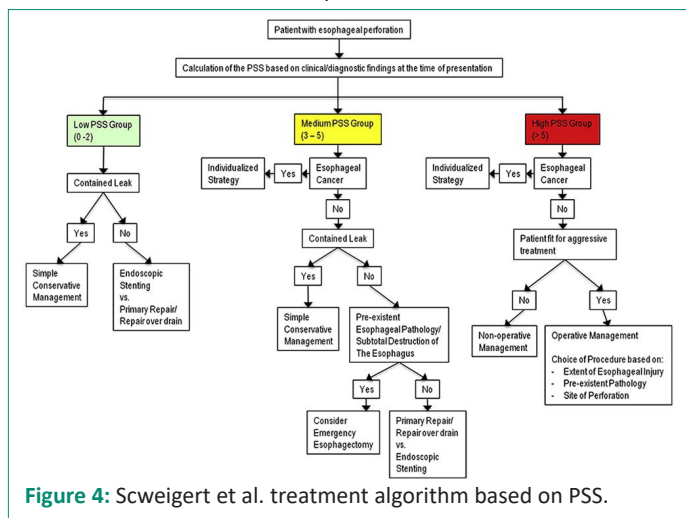 Patient with esophageal perforation
Calculation of the PSS based on clinical/diagnostic findings at the time of presentation
Low PSS Group
(0 -2)
Medium PSS Group
(3 – 5)
High PSS Group
(> 5)
Contained Leak
Individualized
Strategy
Yes
Esophageal
Cancer
Individualized
Strategy
Yes
Esophageal
Cancer
No
No
Yes
No
Contained Leak
Patient fit for aggressive
treatment
Simple
Conservative
Management
Endoscopic
Stenting
vs.
Primary Repair/
Repair over drain
Yes
No
No
Yes
Simple
Conservative
Management
Pre-existent
Esophageal Pathology/
Subtotal Destruction of
The Esophagus
Non-operative
Management
Operative Management
Choice of Procedure based on:
- Extent of Esophageal Injury
- Pre-existent Pathology
- Site of Perforation
Yes
No
Consider
Emergency
Esophagectomy
Primary Repair/
Repair over drain
vs.
Endoscopic
Stenting
Figure 4: Scweigert et al. treatment algorithm based on PSS.